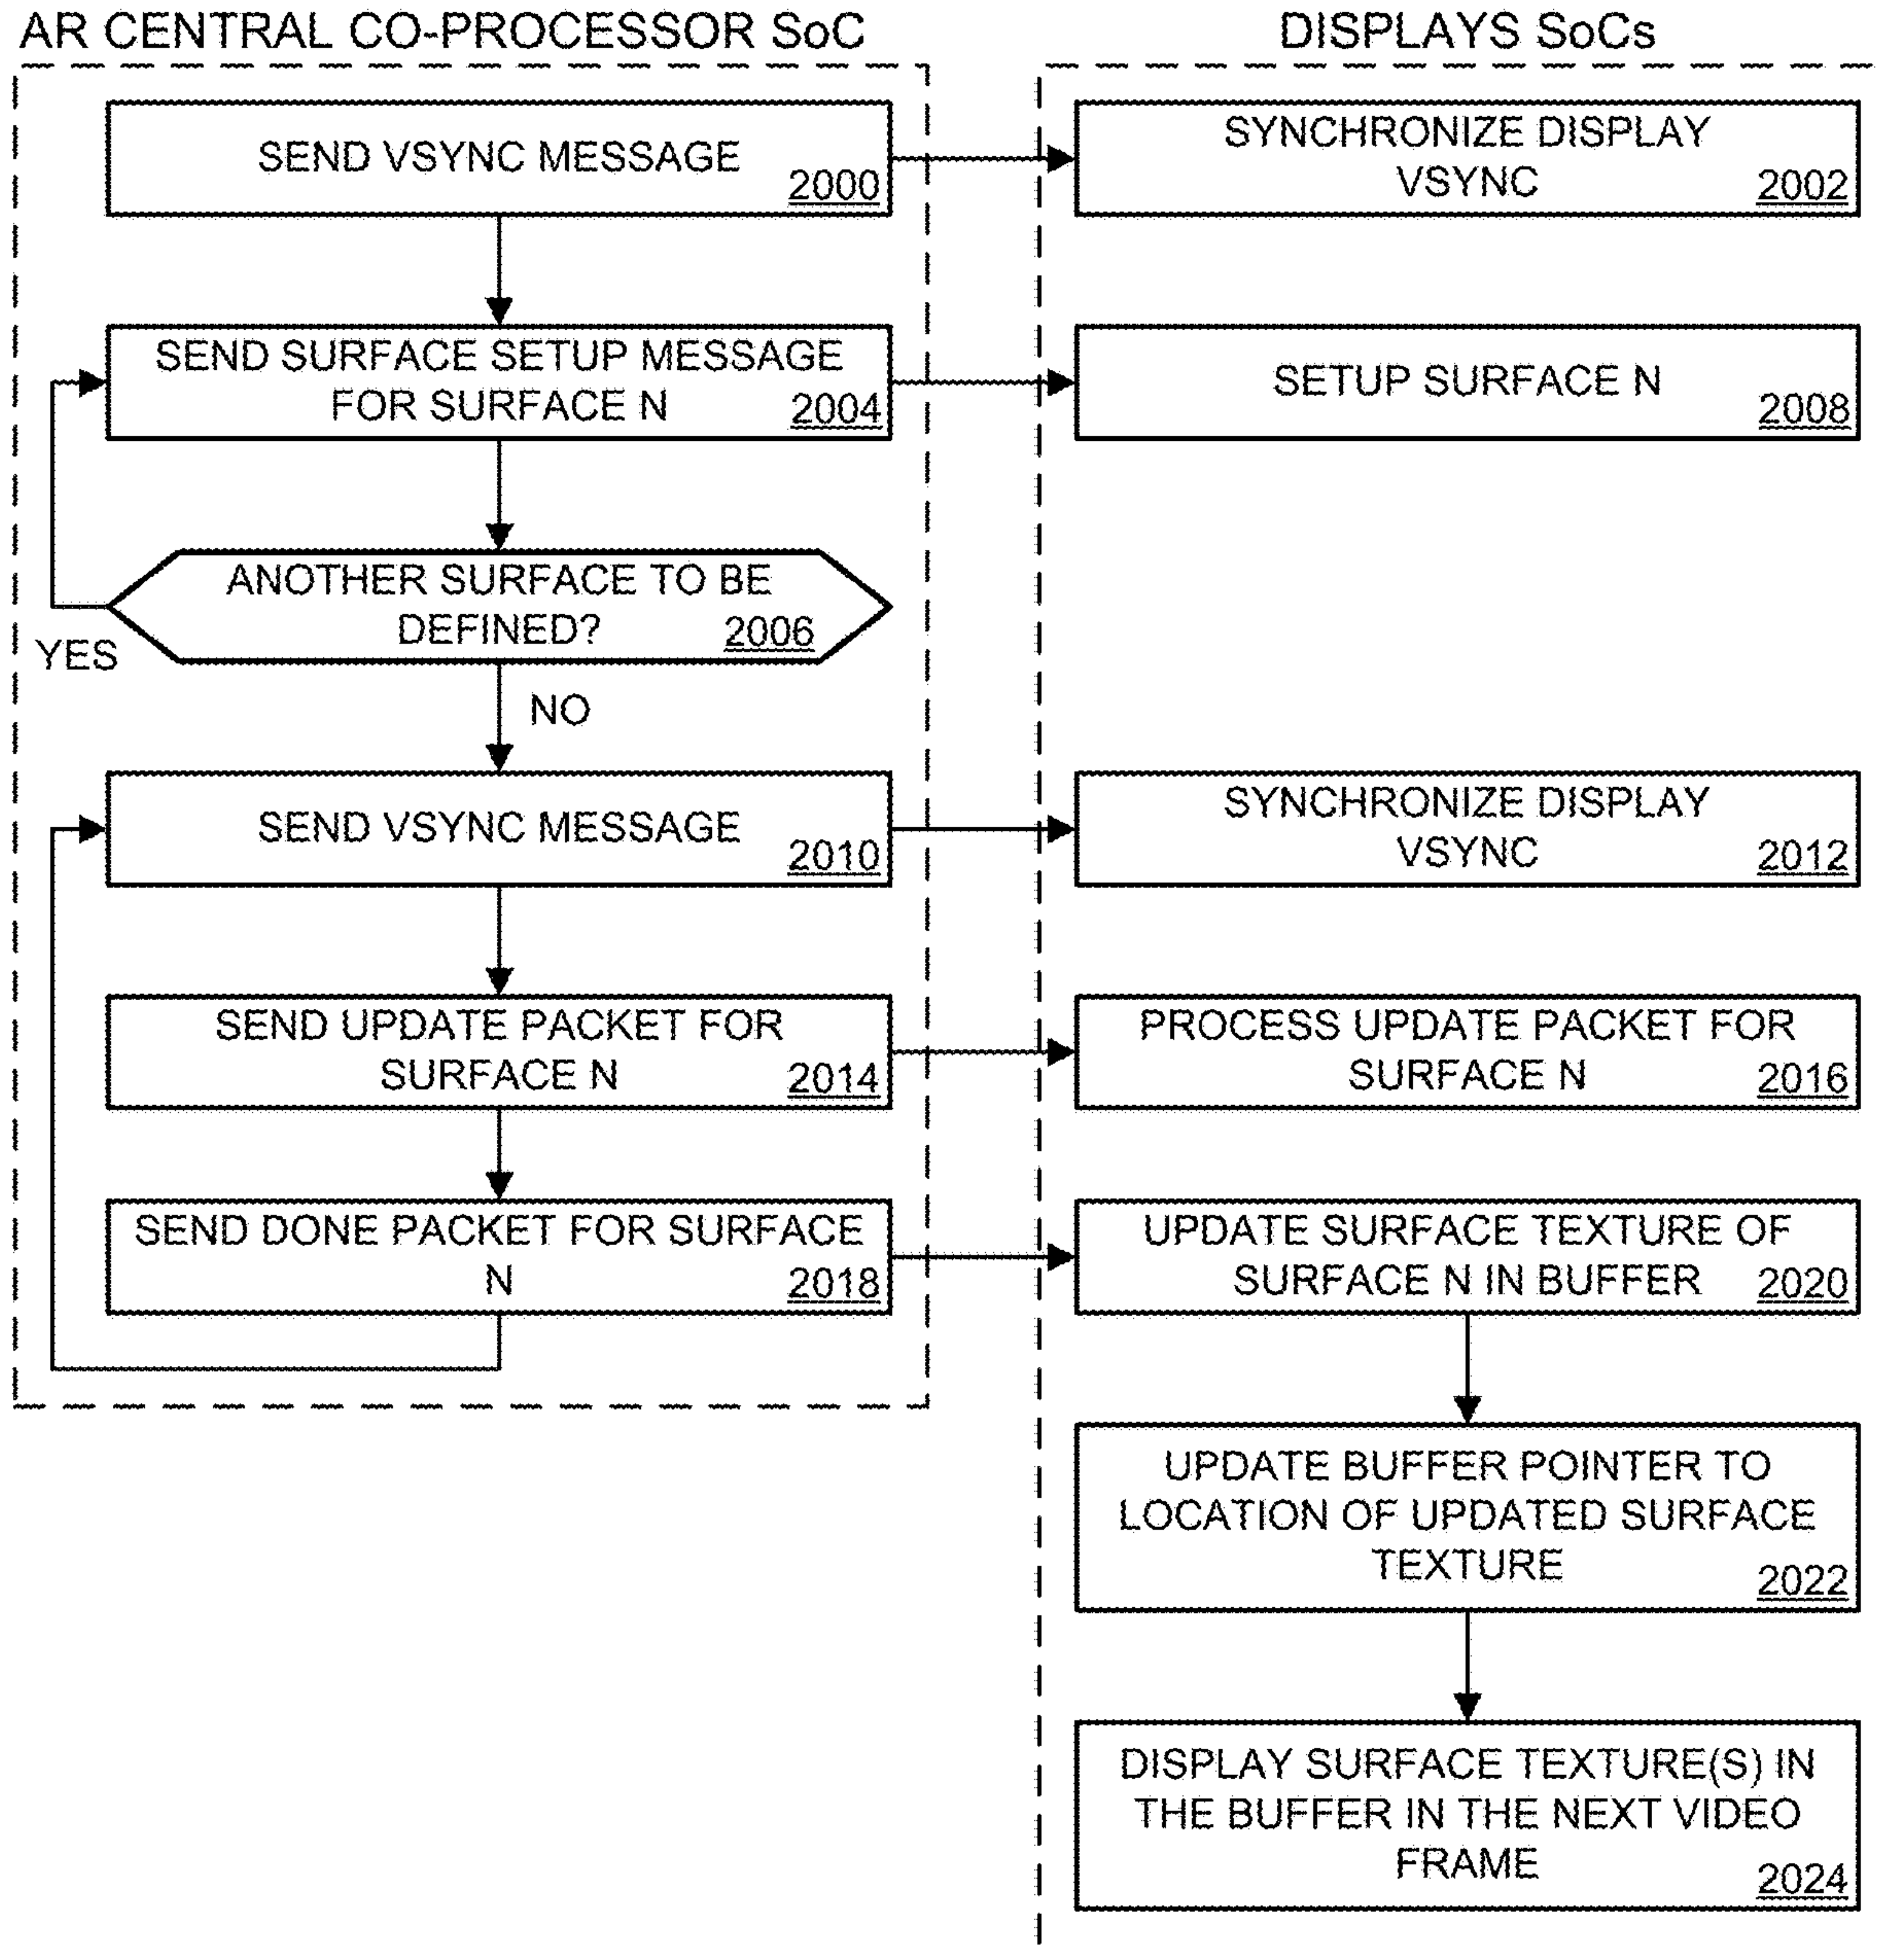 AR CENTRAL CO-PROCESSOR SoC
DISPLAYS SoCs
SEND VSYNC MESSAGE
2000
SYNCHRONIZE DISPLAY
VSYNC
2002
SEND SURFACE SETUP MESSAGE
FOR SURFACE N
2004
SETUP SURFACE N
2008
ANOTHER SURFACE TO BE
DEFINED?
2006
YES
NO
SEND VSYNC MESSAGE
2010
SYNCHRONIZE DISPLAY
VSYNC
2012
SEND UPDATE PACKET FOR
SURFACE N
2014
PROCESS UPDATE PACKET FOR
SURFACE N
2016
SEND DONE PACKET FOR SURFACE
N
2018
UPDATE SURFACE TEXTURE OF
SURFACE N IN BUFFER
2020
UPDATE BUFFER POINTER TO
LOCATION OF UPDATED SURFACE
TEXTURE
2022
DISPLAY SURFACE TEXTURE(S) IN
THE BUFFER IN THE NEXT VIDEO
FRAME
2024